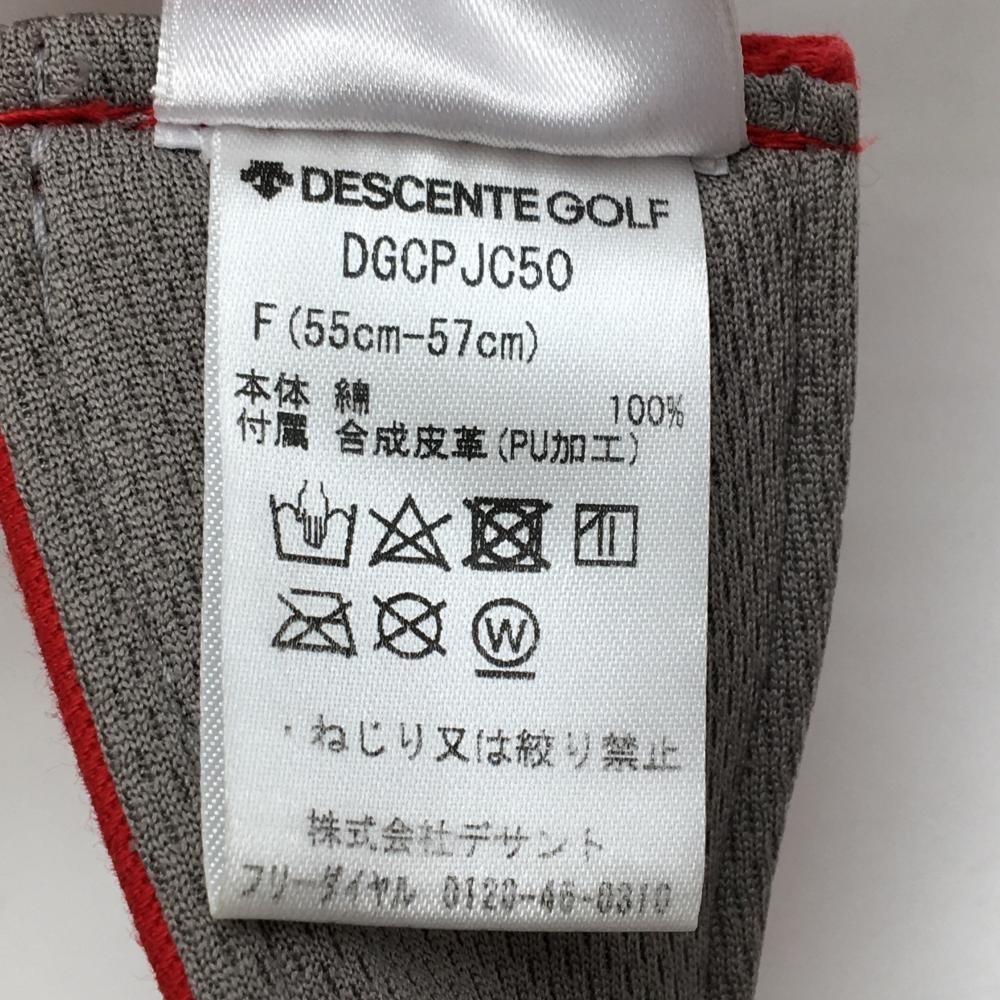 DESCENTE GOLF
DGCPJC50
F(55cm-57cm)
本体 綿 100%
付属 合成皮革(PU加工)
W
・ねじり又は絞り禁止
株式会社デサント
フリーダイヤル 0120-46-0310